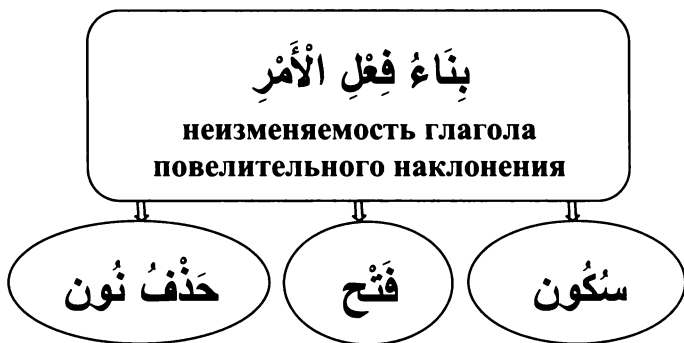 بِنَاءُ فِعْلِ الْأَمْرِ
неизменяемость глагола
повелительного наклонения
سُكُون
فَتْح
حَذْفُ نُون